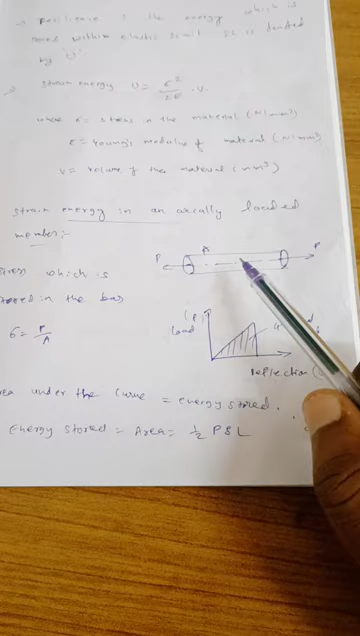 → Resilience is the energy which is
stored within elastic limit It is denoted
by 'U'
→ strain energy U = σ²/2E . V.
where σ = stress in the material (N/mm²)
E = Young's modulus of material (N/mm²)
V = volume of the material (mm³)
strain energy in an axially loaded
member:-
stress which is
stored in the bar
σ = P/A
P P
(P)
Load
Deflection (
area under the curve = energy stored.
Energy stored = Area = 1/2 P δL